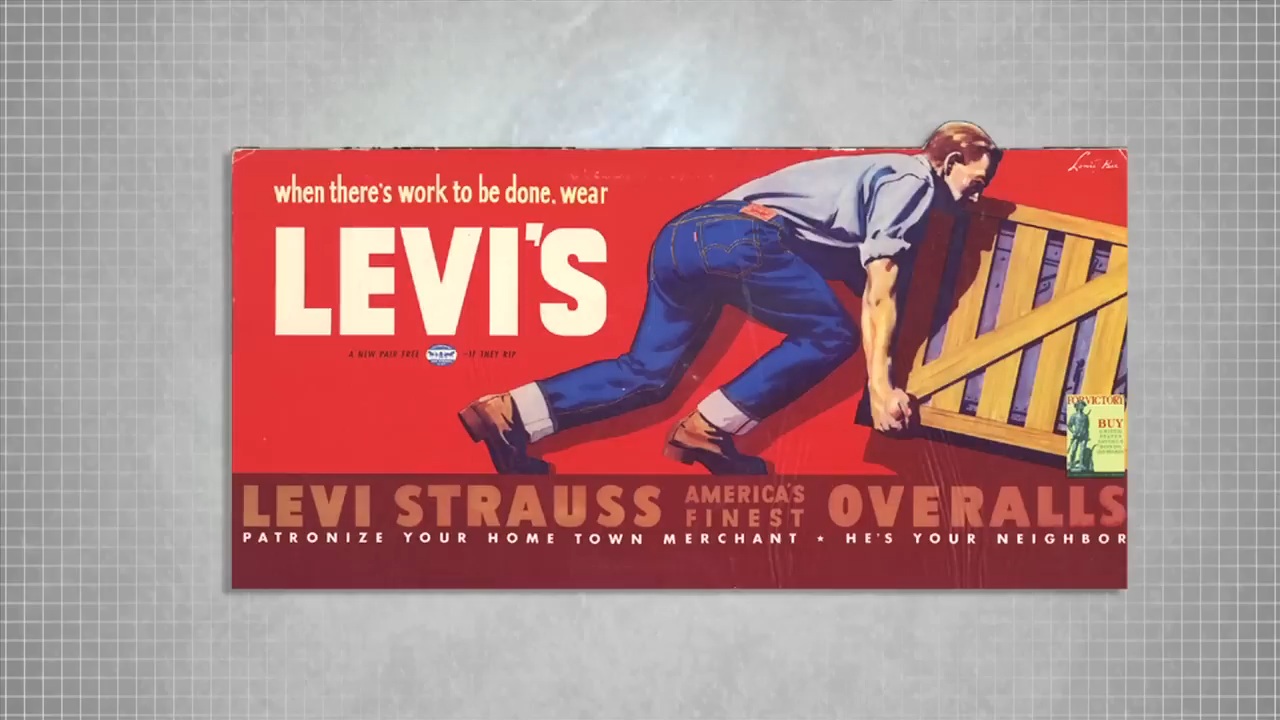 when there's work to be done, wear
LEVI'S
A NEW PAIR FREE —IF THEY RIP
FOR VICTORY
BUY
LEVI STRAUSS AMERICA'S FINEST OVERALLS
PATRONIZE YOUR HOME TOWN MERCHANT ★ HE'S YOUR NEIGHBOR